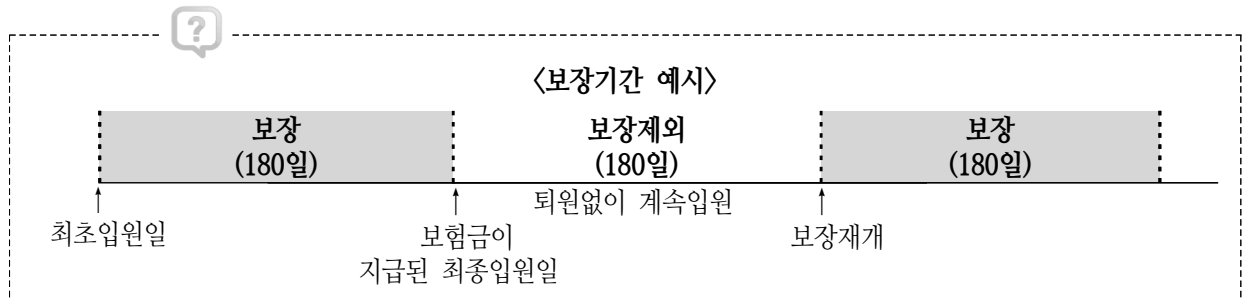 ?
〈보장기간 예시〉
보장 보장제외 보장
(180일) (180일) (180일)
퇴원없이 계속입원
↑ ↑ ↑
최초입원일 보험금이 보장재개
지급된 최종입원일